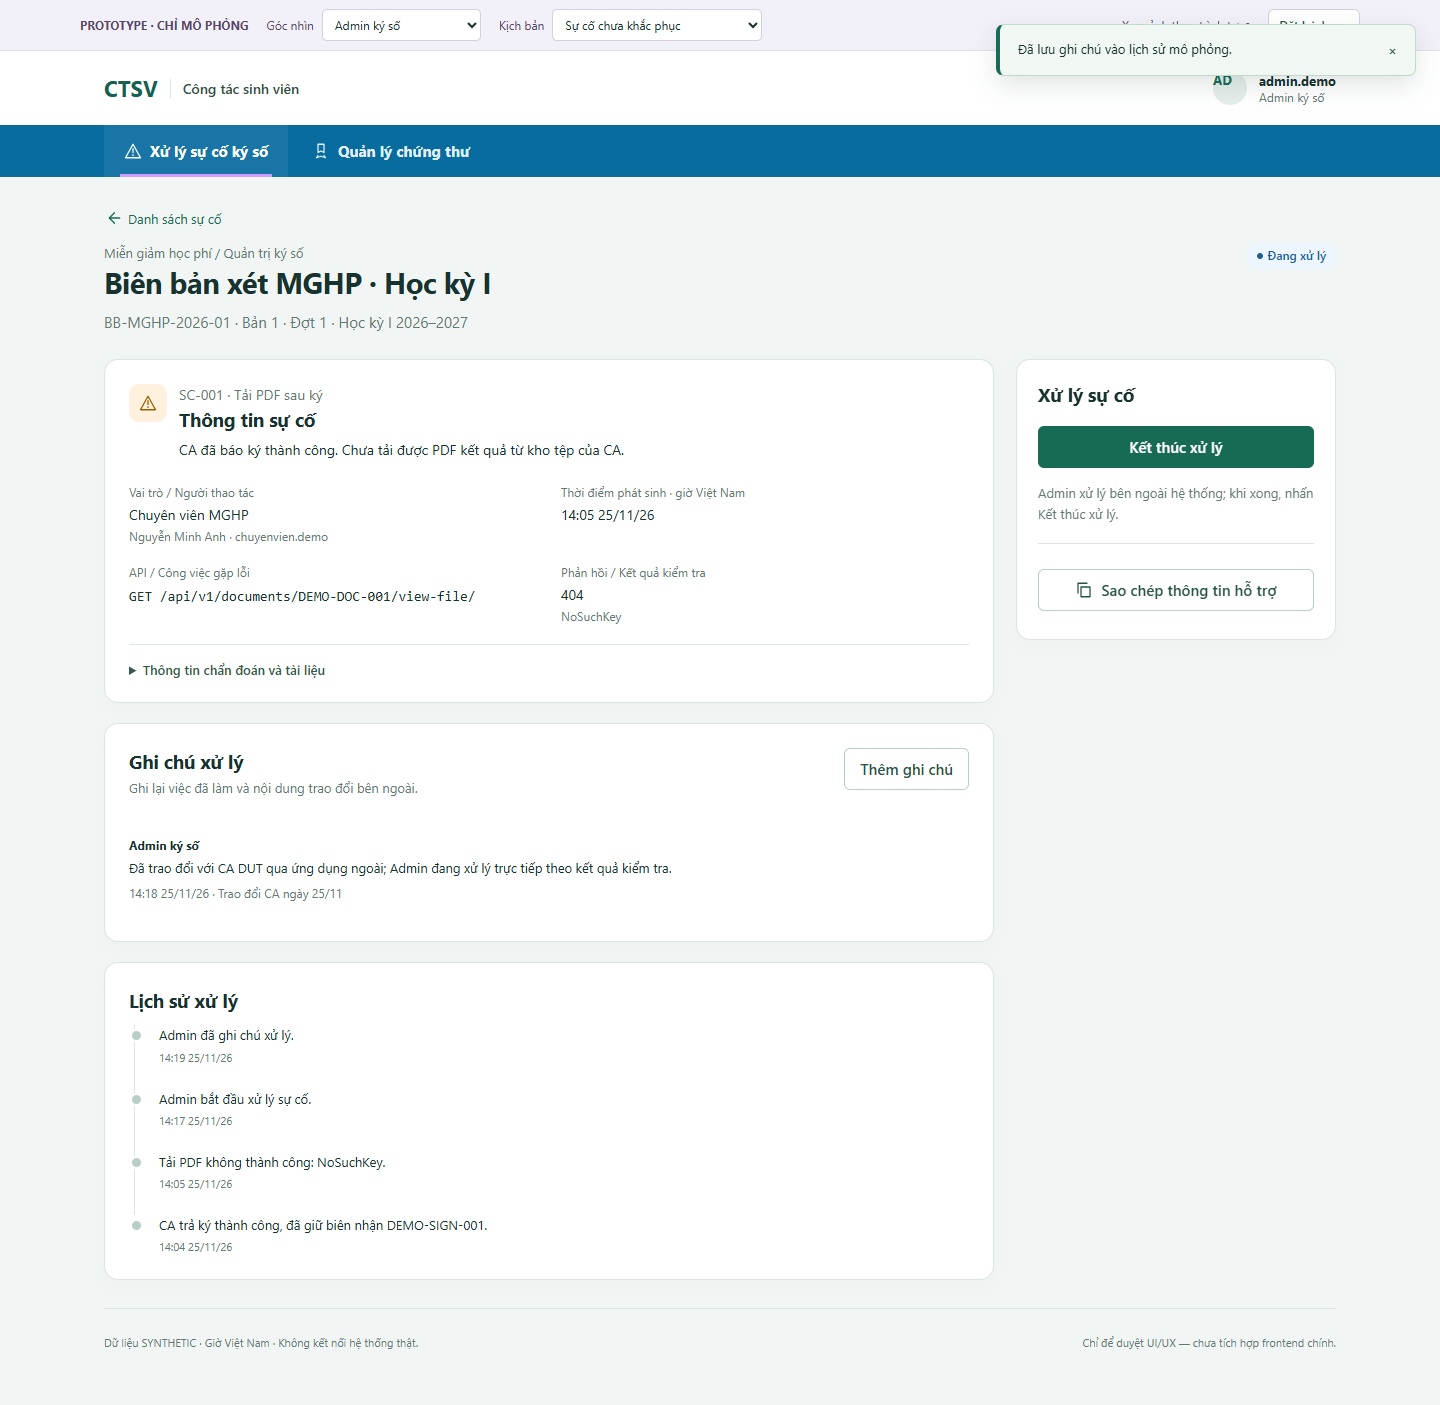 PROTOTYPE · CHỈ MÔ PHỎNG
Góc nhìn
Admin ký số
Kịch bản
Sự cố chưa khắc phục
Đã lưu ghi chú vào lịch sử mô phỏng.
×
CTSV
Công tác sinh viên
AD
admin.demo
Admin ký số
Xử lý sự cố ký số
Quản lý chứng thư
Danh sách sự cố
Miễn giảm học phí / Quản trị ký số
Đang xử lý
Biên bản xét MGHP · Học kỳ I
BB-MGHP-2026-01 · Bản 1 · Đợt 1 · Học kỳ I 2026–2027
SC-001 · Tải PDF sau ký
Thông tin sự cố
CA đã báo ký thành công. Chưa tải được PDF kết quả từ kho tệp của CA.
Vai trò / Người thao tác
Chuyên viên MGHP
Nguyễn Minh Anh · chuyenvien.demo
Thời điểm phát sinh · giờ Việt Nam
14:05 25/11/26
API / Công việc gặp lỗi
GET /api/v1/documents/DEMO-DOC-001/view-file/
Phản hồi / Kết quả kiểm tra
404
NoSuchKey
Thông tin chẩn đoán và tài liệu
Xử lý sự cố
Kết thúc xử lý
Admin xử lý bên ngoài hệ thống; khi xong, nhấn
Kết thúc xử lý.
Sao chép thông tin hỗ trợ
Ghi chú xử lý
Ghi lại việc đã làm và nội dung trao đổi bên ngoài.
Thêm ghi chú
Admin ký số
Đã trao đổi với CA DUT qua ứng dụng ngoài; Admin đang xử lý trực tiếp theo kết quả kiểm tra.
14:18 25/11/26 · Trao đổi CA ngày 25/11
Lịch sử xử lý
Admin đã ghi chú xử lý.
14:19 25/11/26
Admin bắt đầu xử lý sự cố.
14:17 25/11/26
Tải PDF không thành công: NoSuchKey.
14:05 25/11/26
CA trả ký thành công, đã giữ biên nhận DEMO-SIGN-001.
14:04 25/11/26
Dữ liệu SYNTHETIC · Giờ Việt Nam · Không kết nối hệ thống thật.
Chỉ để duyệt UI/UX — chưa tích hợp frontend chính.